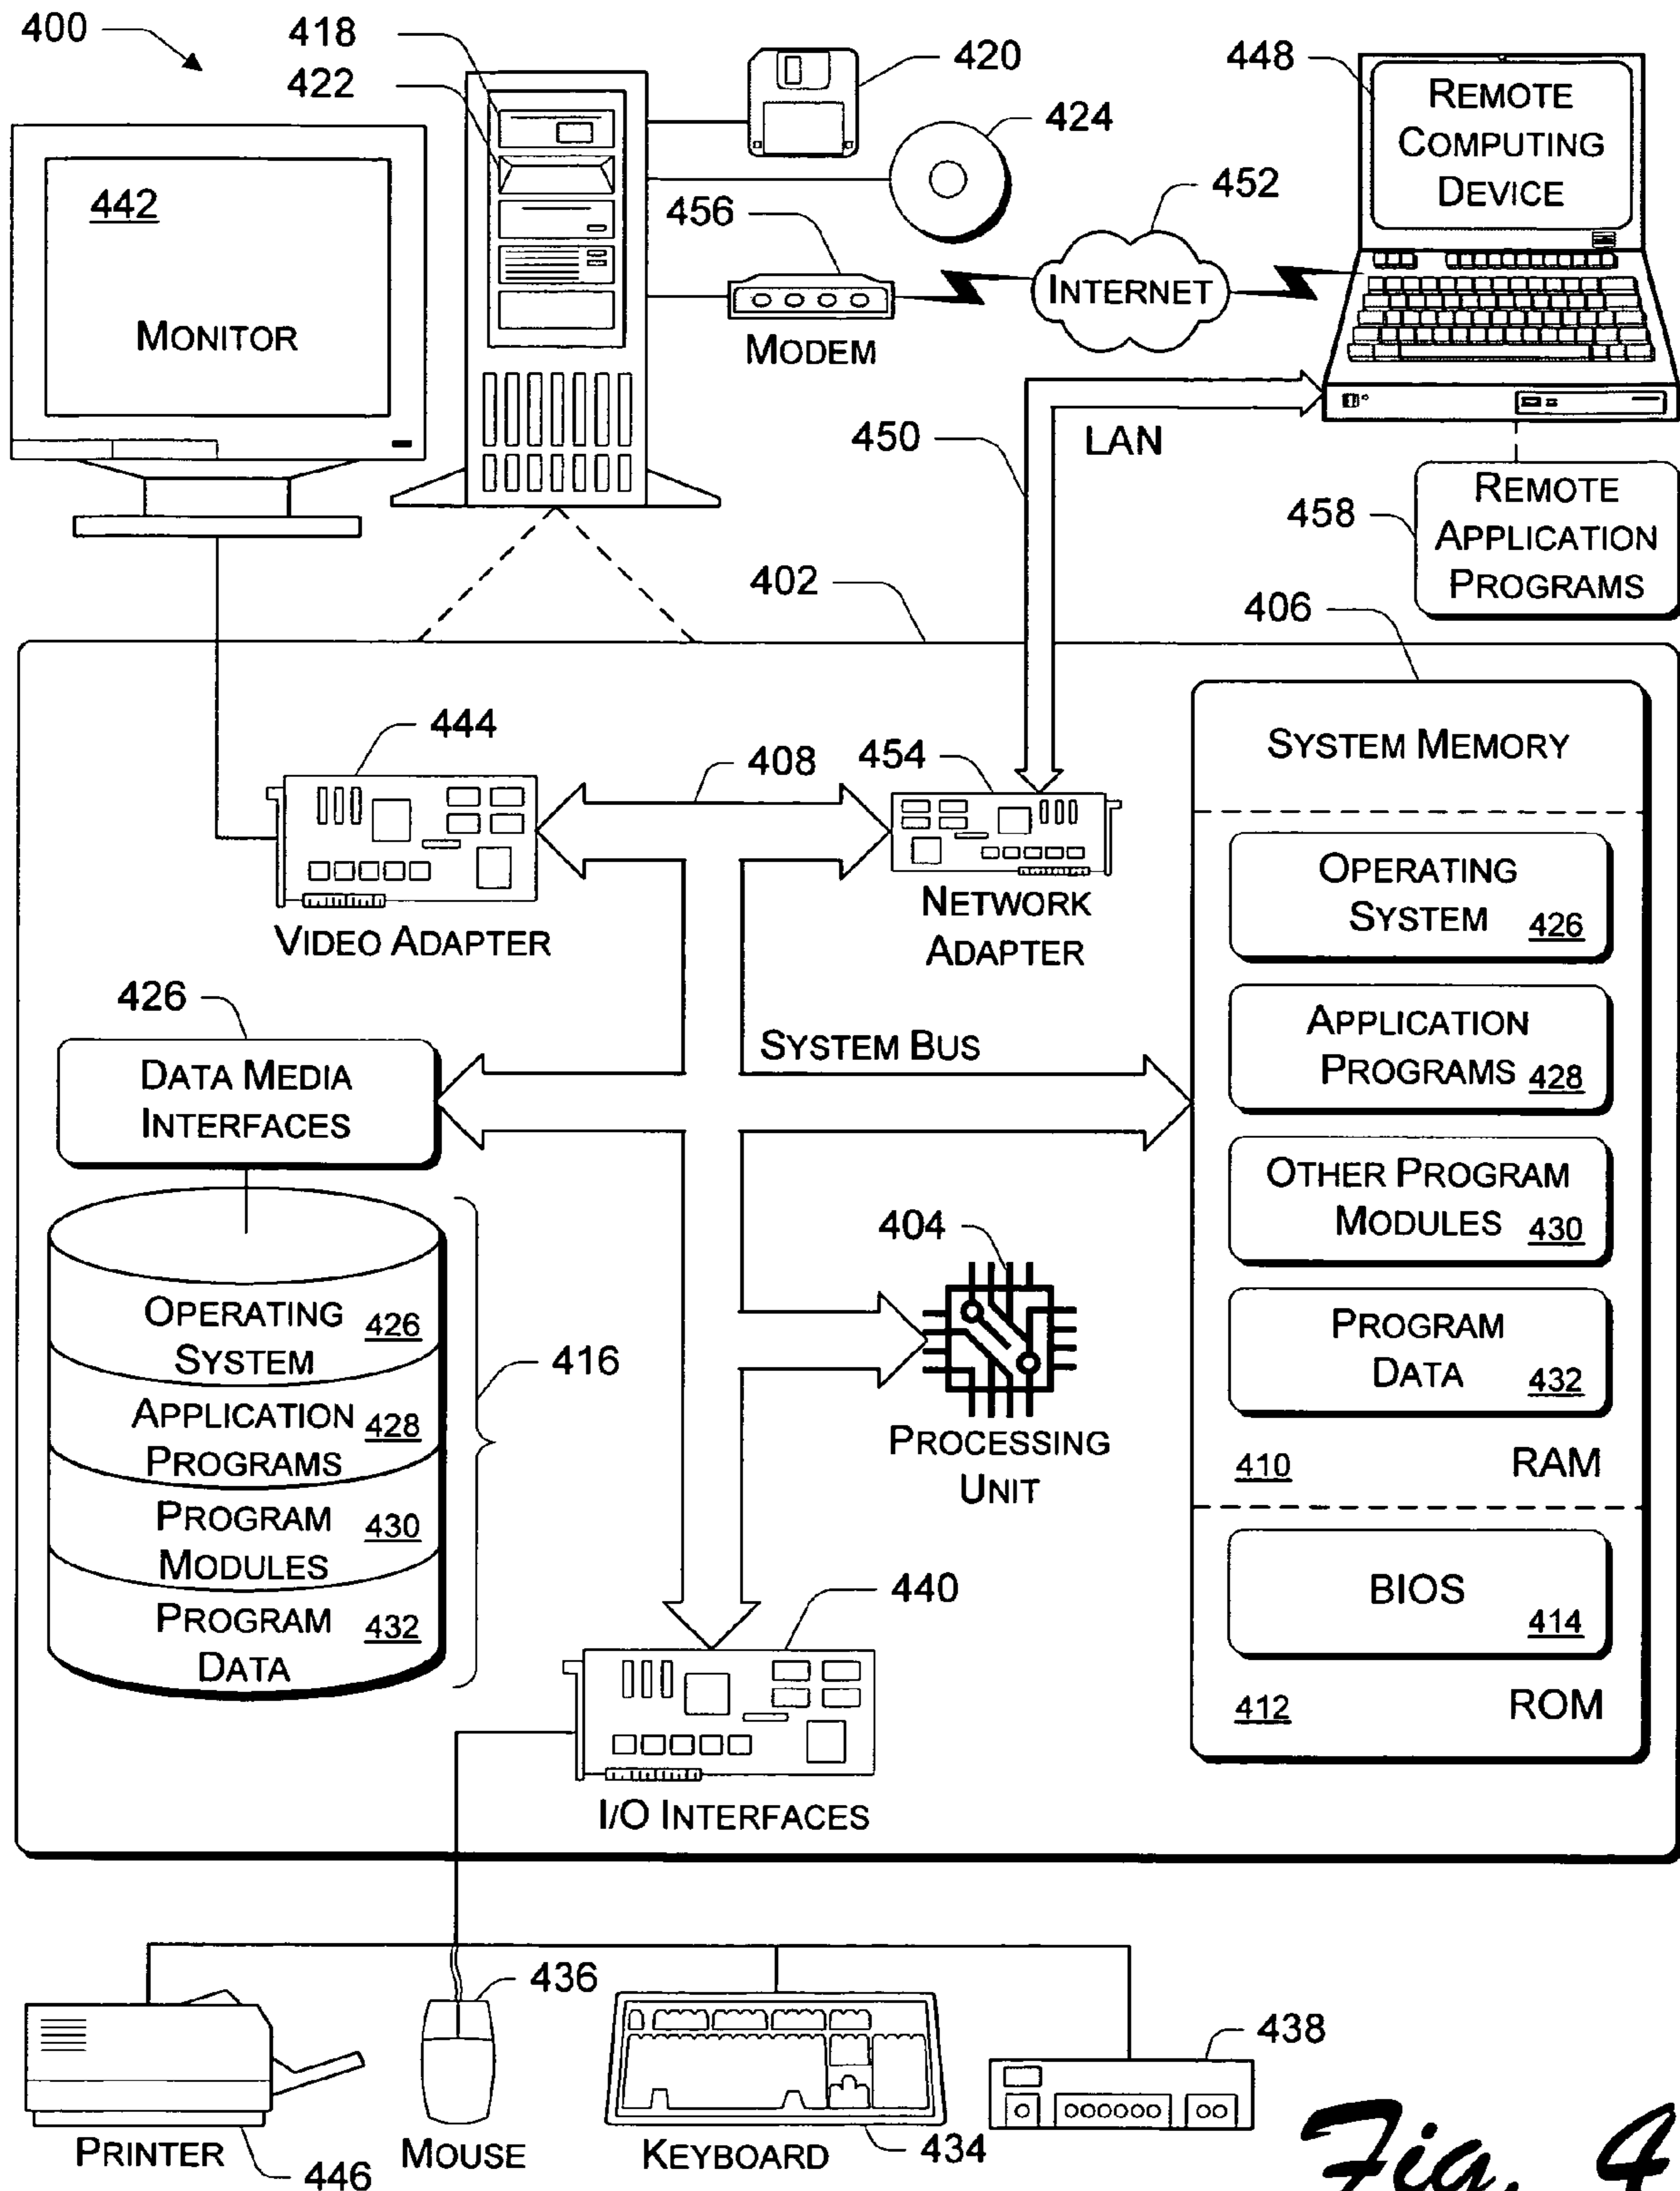 400
418
422
420
424
448
REMOTE
COMPUTING
DEVICE
442
MONITOR
456
MODEM
452
INTERNET
450
LAN
458
REMOTE
APPLICATION
PROGRAMS
402
406
SYSTEM MEMORY
444
VIDEO ADAPTER
408
454
NETWORK
ADAPTER
OPERATING
SYSTEM 426
APPLICATION
PROGRAMS 428
OTHER PROGRAM
MODULES 430
PROGRAM
DATA 432
410 RAM
BIOS
414
412 ROM
426
DATA MEDIA
INTERFACES
SYSTEM BUS
OPERATING
SYSTEM 426
APPLICATION
PROGRAMS 428
PROGRAM
MODULES 430
PROGRAM
DATA 432
416
404
PROCESSING
UNIT
440
I/O INTERFACES
PRINTER
446
436
MOUSE
KEYBOARD
434
438
Fig. 4